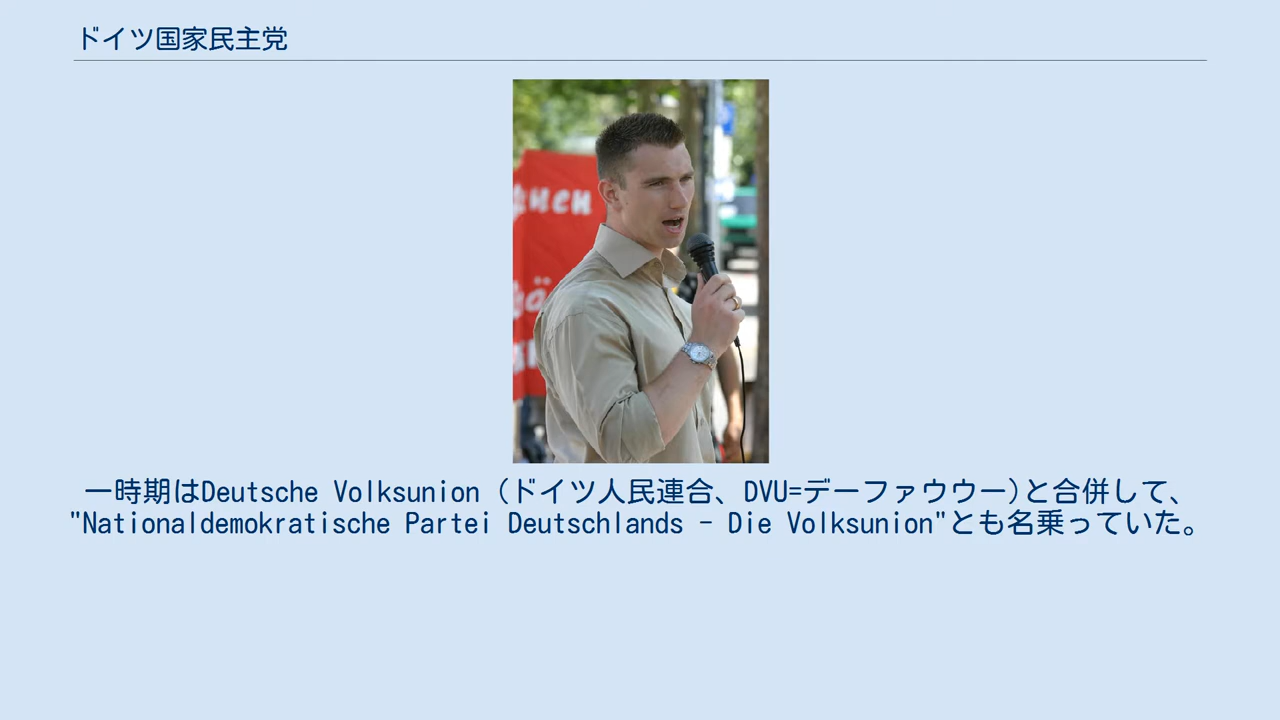 ドイツ国家民主党
一時期はDeutsche Volksunion（ドイツ人民連合、DVU=デーファウウー）と合併して、
"Nationaldemokratische Partei Deutschlands - Die Volksunion"とも名乗っていた。